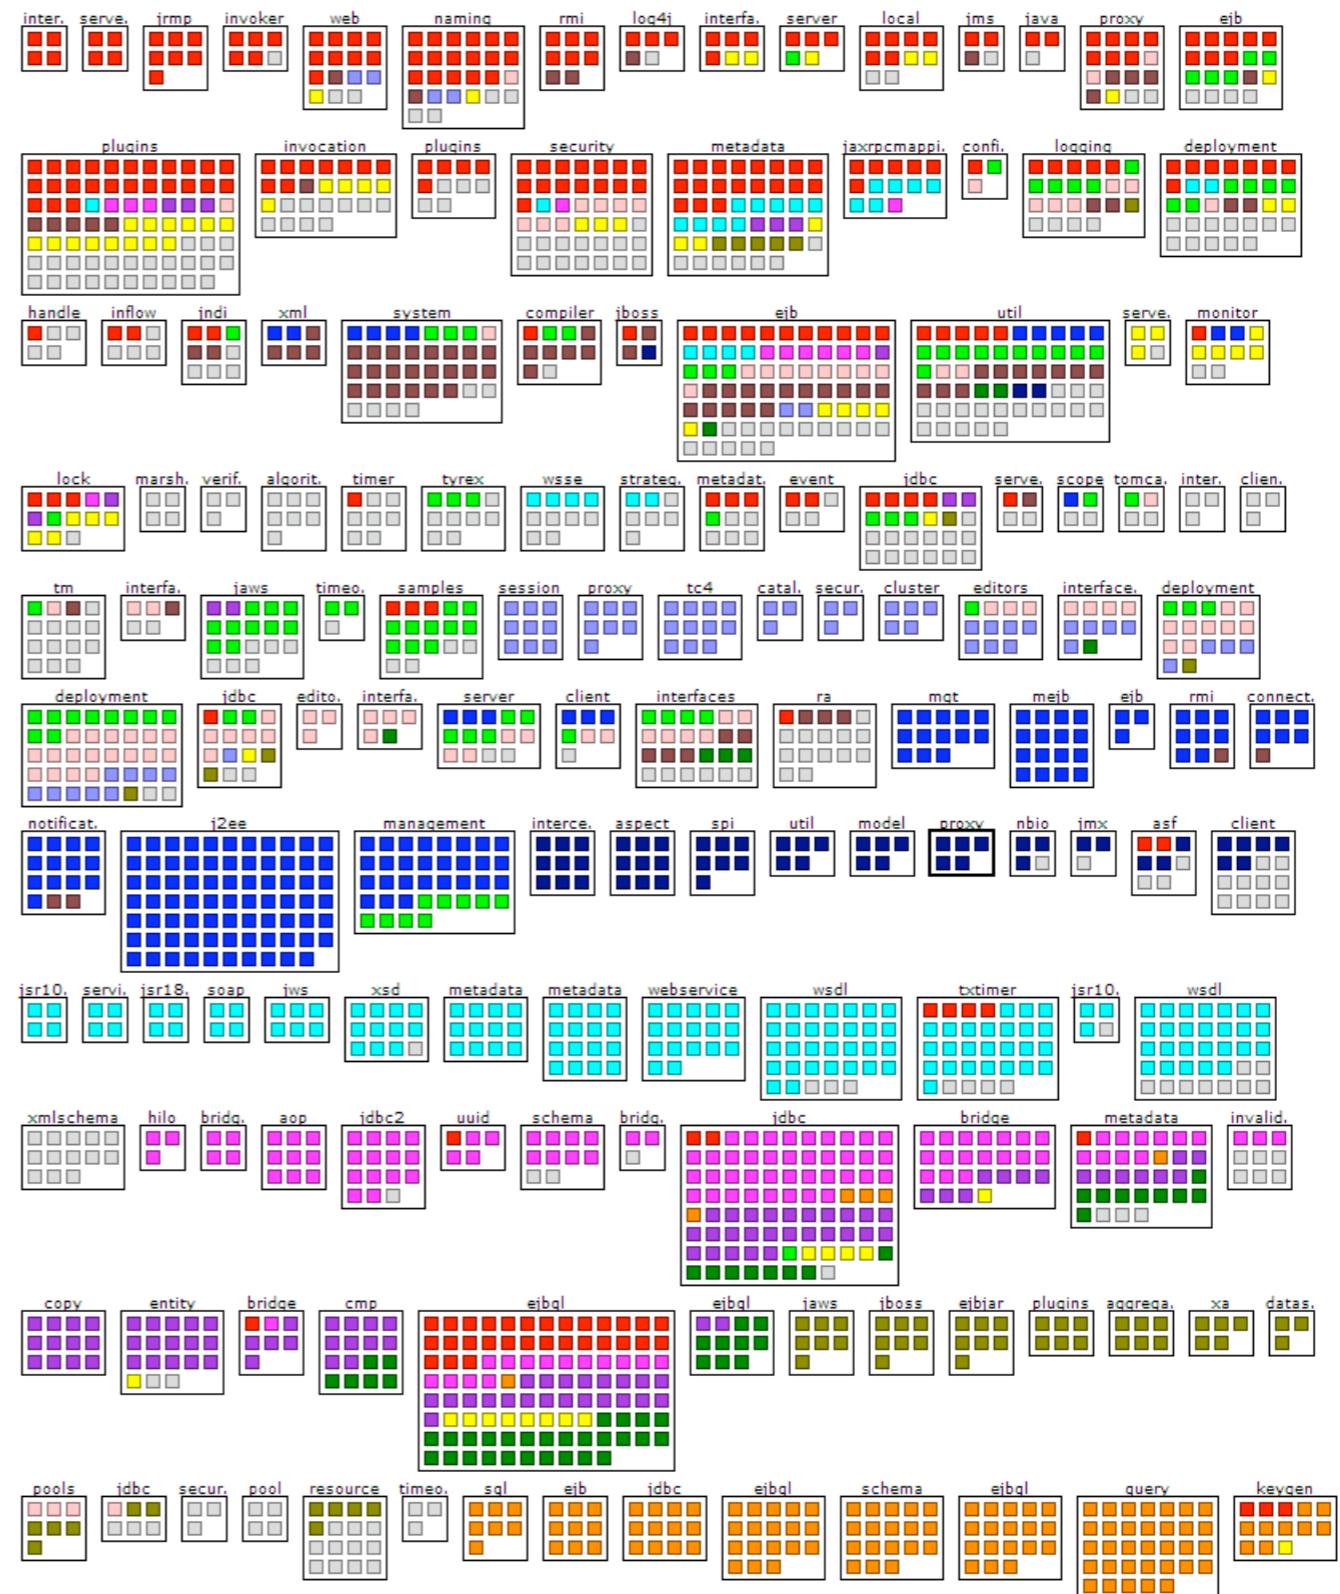 inter. serve. jrmp invoker web naming rmi log4j interfa. server local jms java proxy ejb
plugins invocation plugins security metadata jaxrpcmappi. confi. logging deployment
handle inflow jndi xml system compiler jboss ejb util serve. monitor
lock marsh. verif. algorit. timer tyrex wsse strateg. metadat. event jdbc serve. scope tomca. inter. clien.
tm interfa. jaws timeo. samples session proxy tc4 catal. secur. cluster editors interface. deployment
deployment jdbc edito. interfa. server client interfaces ra mgt mejb ejb rmi connect.
notificat. j2ee management interce. aspect spi util model proxy nbio jmx asf client
jsr10. servi. jsr18. soap jws xsd metadata metadata webservice wsdl txtimer jsr10. wsdl
xmlschema hilo bridg. aop jdbc2 uuid schema bridg. jdbc bridge metadata invalid.
copy entity bridge cmp ejbql ejbql jaws jboss ejbjar plugins aggrega. xa datas.
pools jdbc secur. pool resource timeo. sql ejb jdbc ejbql schema ejbql query keygen